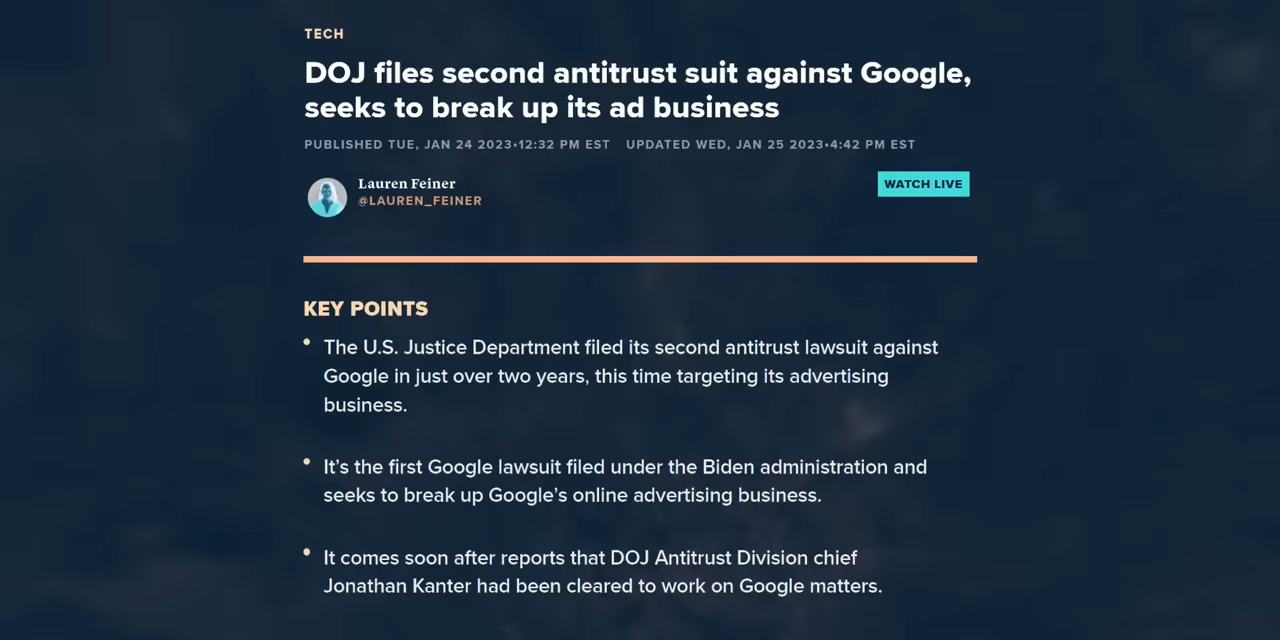 TECH
DOJ files second antitrust suit against Google,
seeks to break up its ad business
PUBLISHED TUE, JAN 24 2023•12:32 PM EST UPDATED WED, JAN 25 2023•4:42 PM EST
Lauren Feiner
@LAUREN_FEINER
WATCH LIVE
KEY POINTS
• The U.S. Justice Department filed its second antitrust lawsuit against
Google in just over two years, this time targeting its advertising
business.
• It’s the first Google lawsuit filed under the Biden administration and
seeks to break up Google’s online advertising business.
• It comes soon after reports that DOJ Antitrust Division chief
Jonathan Kanter had been cleared to work on Google matters.